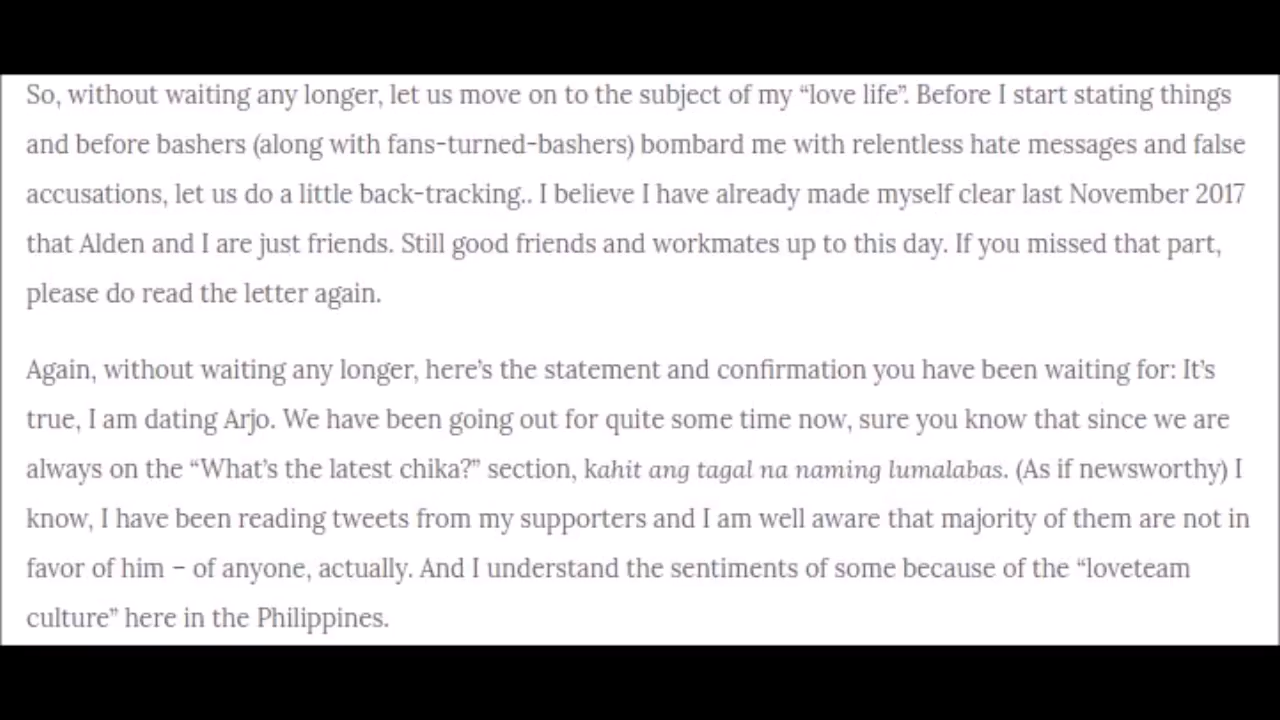 So, without waiting any longer, let us move on to the subject of my “love life”. Before I start stating things
and before bashers (along with fans-turned-bashers) bombard me with relentless hate messages and false
accusations, let us do a little back-tracking.. I believe I have already made myself clear last November 2017
that Alden and I are just friends. Still good friends and workmates up to this day. If you missed that part,
please do read the letter again.
Again, without waiting any longer, here’s the statement and confirmation you have been waiting for: It’s
true, I am dating Arjo. We have been going out for quite some time now, sure you know that since we are
always on the “What’s the latest chika?” section, kahit ang tagal na naming lumalabas. (As if newsworthy) I
know, I have been reading tweets from my supporters and I am well aware that majority of them are not in
favor of him – of anyone, actually. And I understand the sentiments of some because of the “loveteam
culture” here in the Philippines.